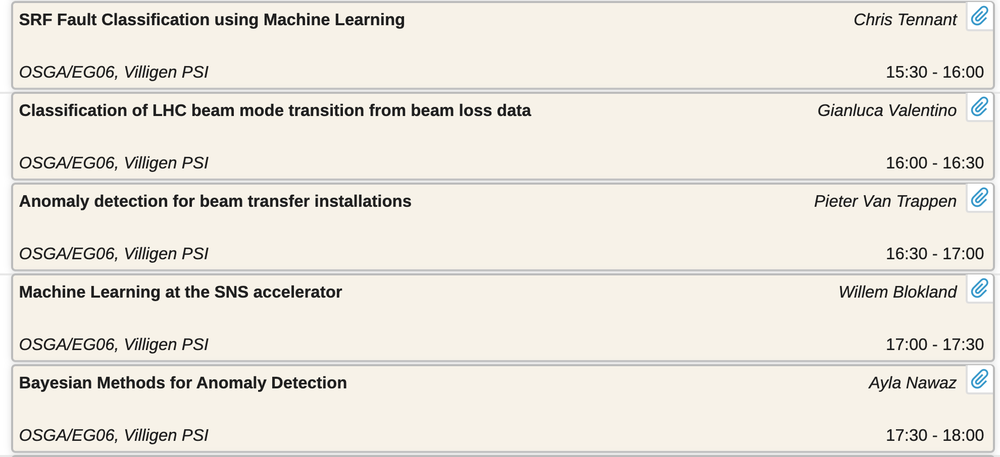 SRF Fault Classification using Machine Learning Chris Tennant
OSGA/EG06, Villigen PSI 15:30 - 16:00
Classification of LHC beam mode transition from beam loss data Gianluca Valentino
OSGA/EG06, Villigen PSI 16:00 - 16:30
Anomaly detection for beam transfer installations Pieter Van Trappen
OSGA/EG06, Villigen PSI 16:30 - 17:00
Machine Learning at the SNS accelerator Willem Blokland
OSGA/EG06, Villigen PSI 17:00 - 17:30
Bayesian Methods for Anomaly Detection Ayla Nawaz
OSGA/EG06, Villigen PSI 17:30 - 18:00